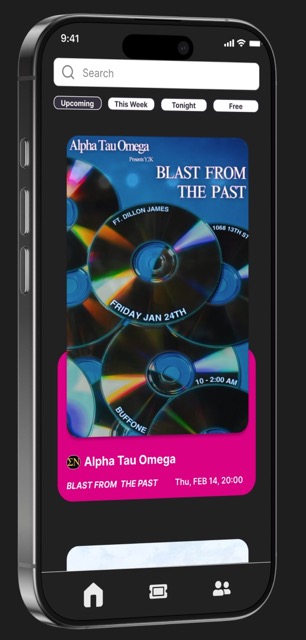 9:41
Search
Upcoming
This Week
Tonight
Free
Alpha Tau Omega
Presents Y2K
BLAST FROM
THE PAST
FT. DILLON JAMES
1068 13TH ST
FRIDAY JAN 24TH
10 - 2:00 AM
BUFFONE
ΣN
Alpha Tau Omega
BLAST FROM THE PAST
Thu, FEB 14, 20:00